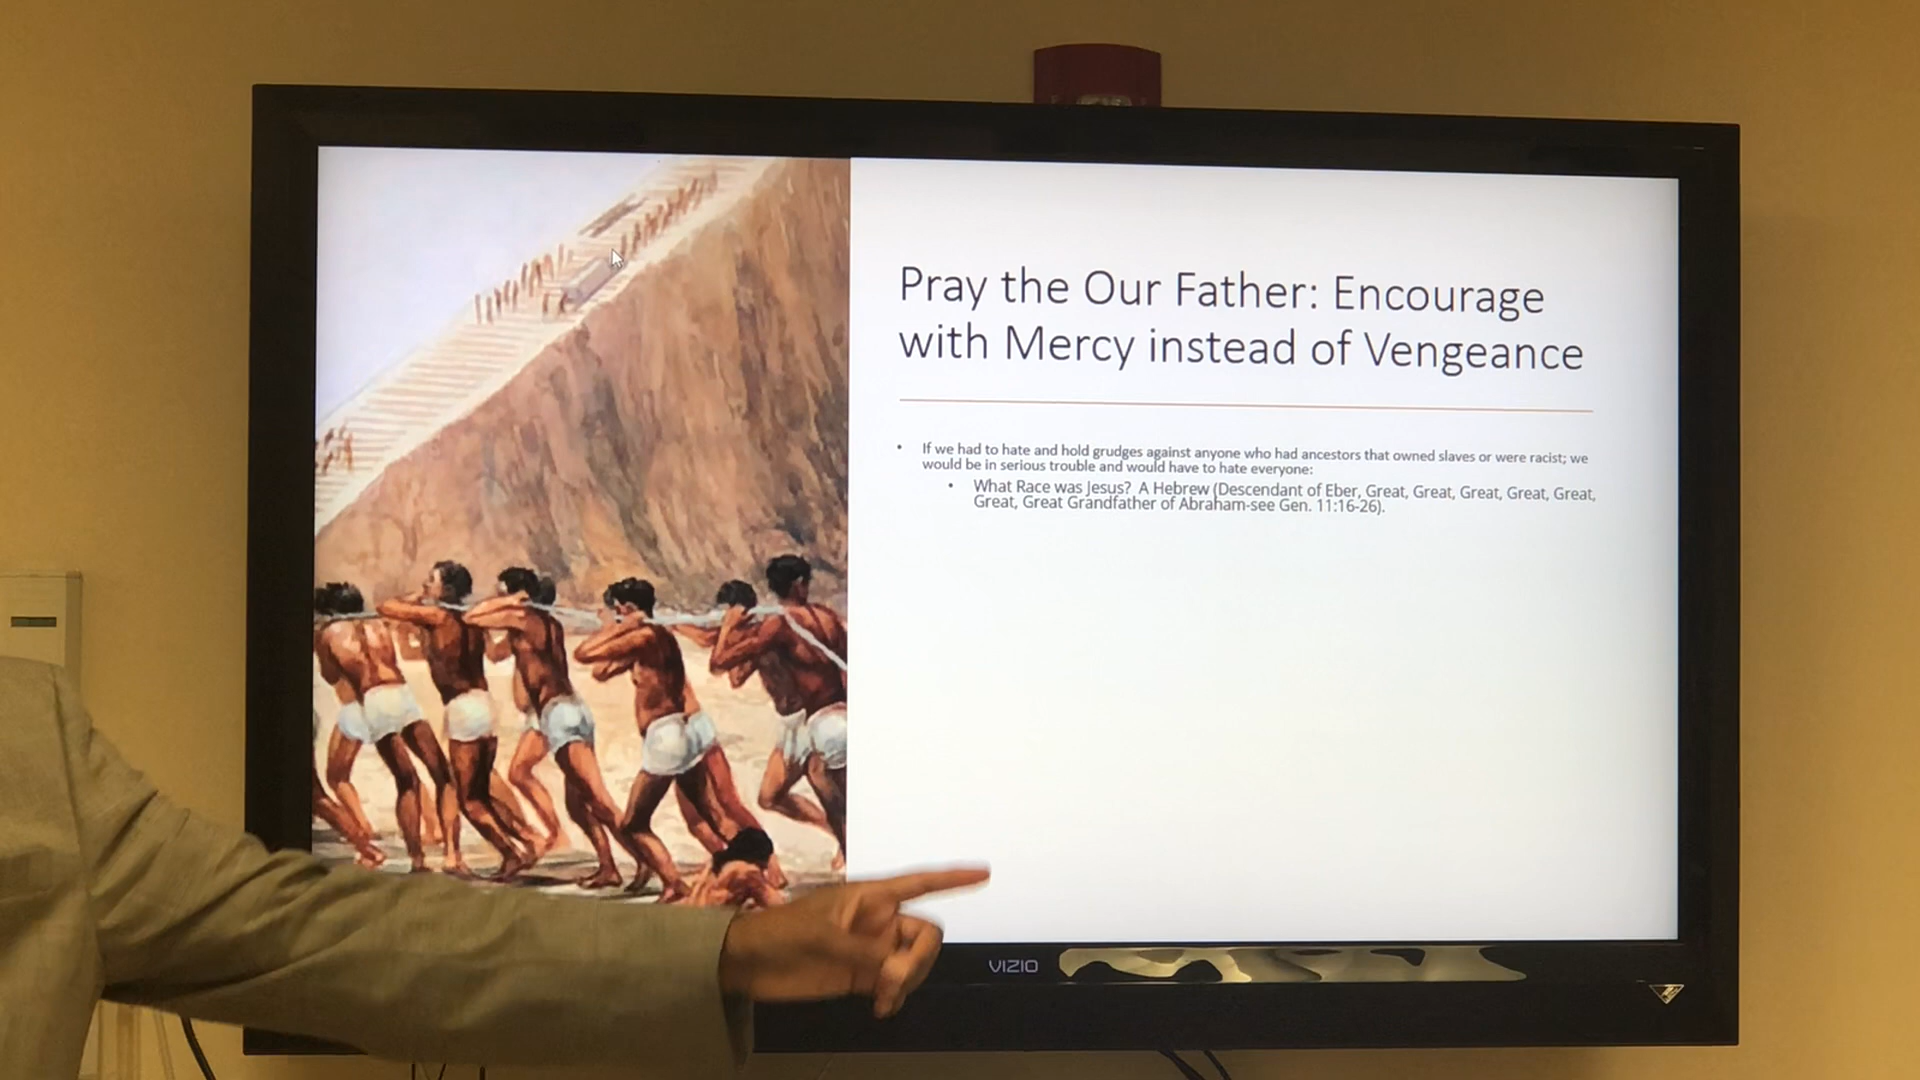 Pray the Our Father: Encourage
with Mercy instead of Vengeance
• If we had to hate and hold grudges against anyone who had ancestors that owned slaves or were racist; we
would be in serious trouble and would have to hate everyone:
• What Race was Jesus? A Hebrew (Descendant of Eber, Great, Great, Great, Great, Great,
Great, Great Grandfather of Abraham-see Gen. 11:16-26).
VIZIO